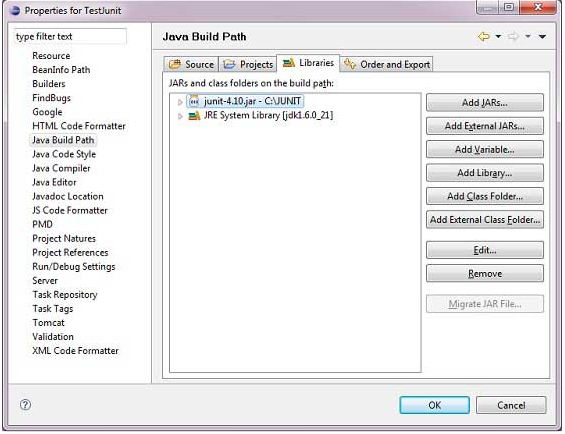 Properties for TestJunit
type filter text
Resource
BeanInfo Path
Builders
FindBugs
Google
HTML Code Formatter
Java Build Path
Java Code Style
Java Compiler
Java Editor
Javadoc Location
JS Code Formatter
PMD
Project Natures
Project References
Run/Debug Settings
Server
Task Repository
Task Tags
Tomcat
Validation
XML Code Formatter
Java Build Path
Source Projects Libraries Order and Export
JARs and class folders on the build path:
junit-4.10.jar - C:\JUNIT
JRE System Library [jdk1.6.0_21]
Add JARs...
Add External JARs...
Add Variable...
Add Library...
Add Class Folder...
Add External Class Folder...
Edit...
Remove
Migrate JAR File...
OK Cancel